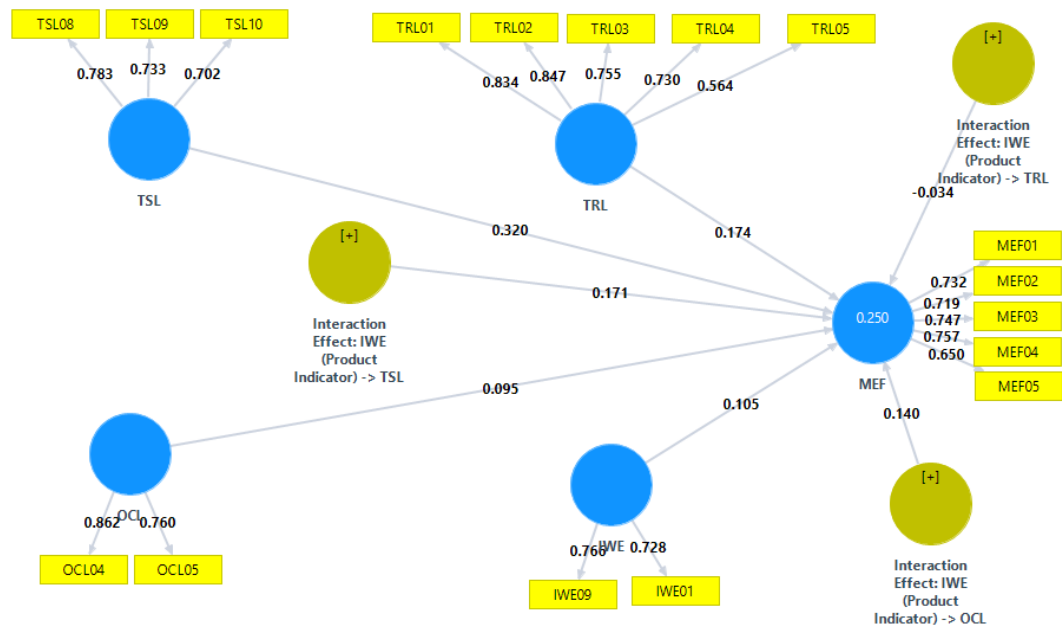 TSL08 TSL09 TSL10
TRL01 TRL02 TRL03 TRL04 TRL05
[+]
0.783 0.733 0.702
0.834 0.847 0.755 0.730 0.564
TSL
TRL
Interaction
Effect: IWE
(Product
Indicator) -> TRL
-0.034
0.320
0.174
[+]
0.171
Interaction
Effect: IWE
(Product
Indicator) -> TSL
0.250
MEF
MEF01
MEF02
MEF03
MEF04
MEF05
0.732
0.719
0.747
0.757
0.650
0.095
0.105
0.140
OCL
0.862 0.760
OCL04 OCL05
IWE
0.766 0.728
IWE09 IWE01
[+]
Interaction
Effect: IWE
(Product
Indicator) -> OCL